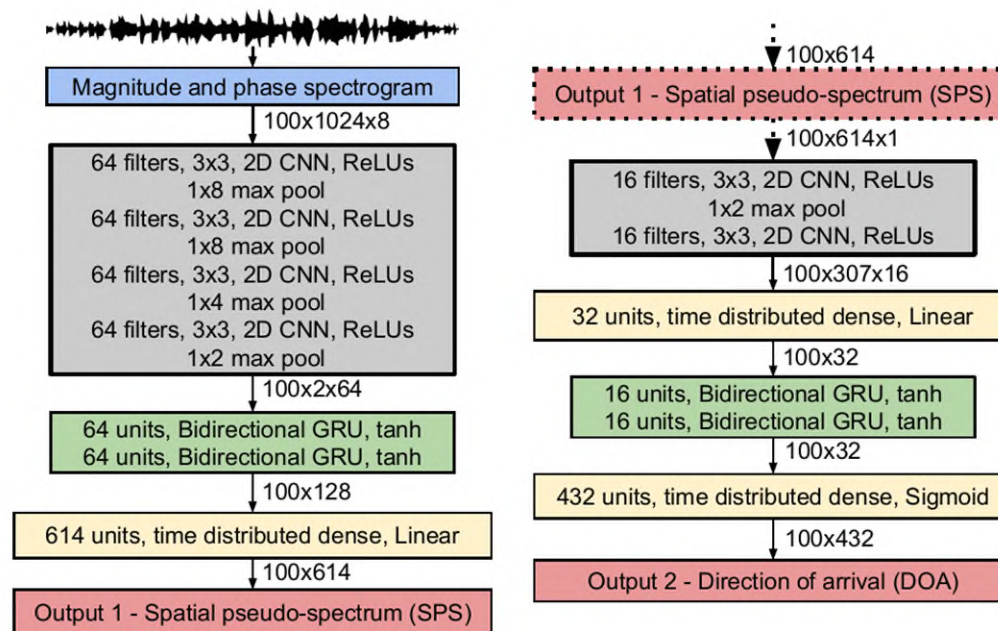 Magnitude and phase spectrogram
100x1024x8
64 filters, 3x3, 2D CNN, ReLUs
1x8 max pool
64 filters, 3x3, 2D CNN, ReLUs
1x8 max pool
64 filters, 3x3, 2D CNN, ReLUs
1x4 max pool
64 filters, 3x3, 2D CNN, ReLUs
1x2 max pool
100x2x64
64 units, Bidirectional GRU, tanh
64 units, Bidirectional GRU, tanh
100x128
614 units, time distributed dense, Linear
100x614
Output 1 - Spatial pseudo-spectrum (SPS)
100x614
Output 1 - Spatial pseudo-spectrum (SPS)
100x614x1
16 filters, 3x3, 2D CNN, ReLUs
1x2 max pool
16 filters, 3x3, 2D CNN, ReLUs
100x307x16
32 units, time distributed dense, Linear
100x32
16 units, Bidirectional GRU, tanh
16 units, Bidirectional GRU, tanh
100x32
432 units, time distributed dense, Sigmoid
100x432
Output 2 - Direction of arrival (DOA)